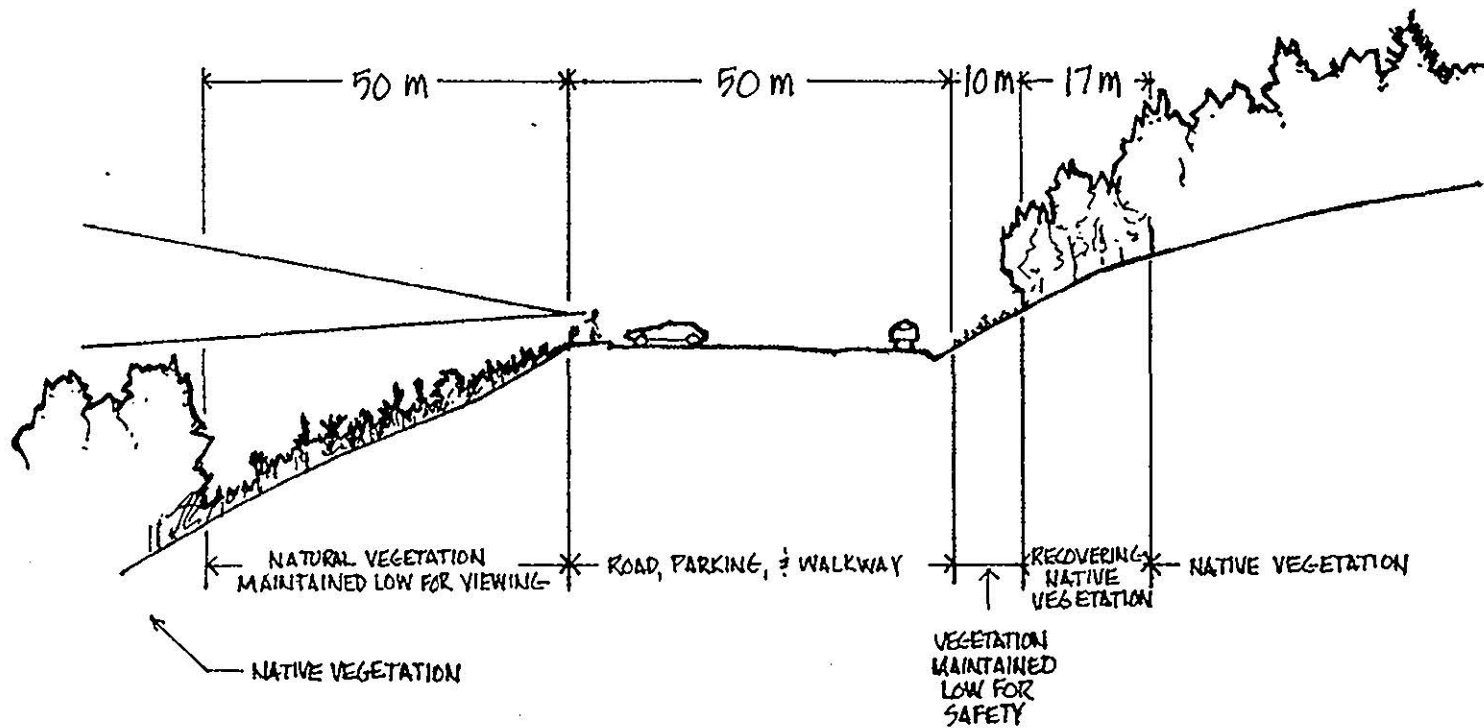 50 m
50 m
10 m
17 m
NATURAL VEGETATION
MAINTAINED LOW FOR VIEWING
ROAD, PARKING, & WALKWAY
RECOVERING
NATIVE
VEGETATION
NATIVE VEGETATION
VEGETATION
MAINTAINED
LOW FOR
SAFETY
NATIVE VEGETATION